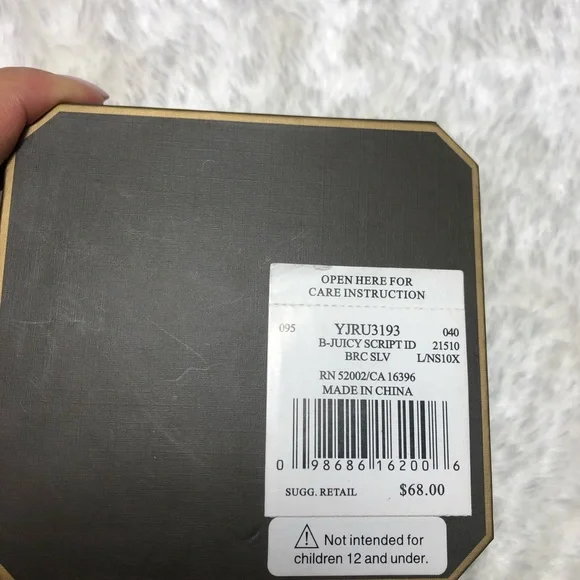 OPEN HERE FOR
CARE INSTRUCTION
095 YJRU3193 040
B-JUICY SCRIPT ID 21510
BRC SLV L/NS10X
RN 52002/CA 16396
MADE IN CHINA
0 98686 16200 6
SUGG. RETAIL $68.00
Not intended for
children 12 and under.